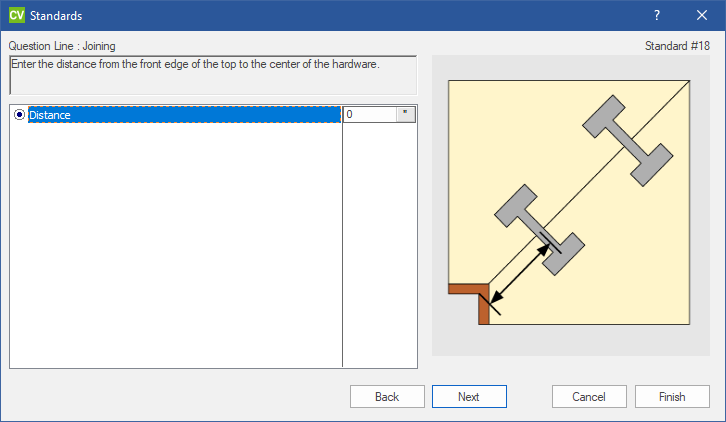 CV Standards
?
Question Line : Joining
Standard #18
Enter the distance from the front edge of the top to the center of the hardware.
Distance
0
"
Back
Next
Cancel
Finish